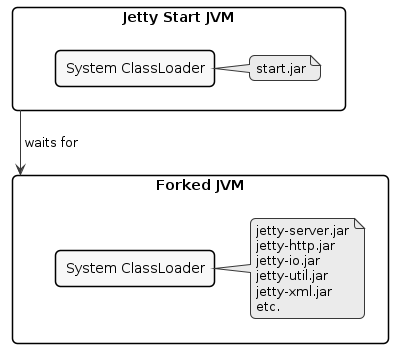 Jetty Start JVM
System ClassLoader
start.jar
waits for
Forked JVM
System ClassLoader
jetty-server.jar
jetty-http.jar
jetty-io.jar
jetty-util.jar
jetty-xml.jar
etc.